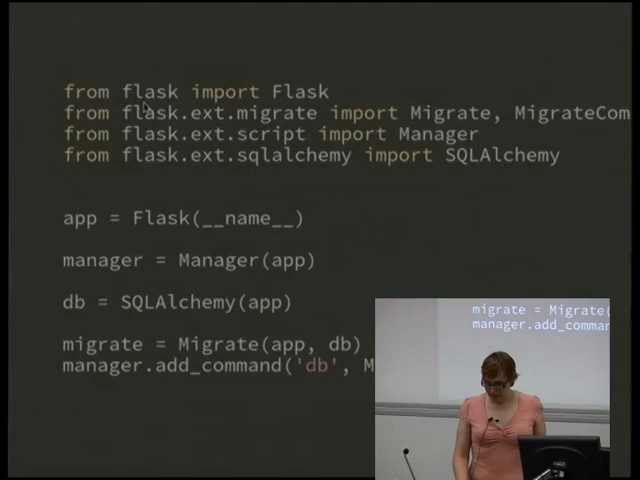 from flask import Flask
from flask.ext.migrate import Migrate, MigrateCom
from flask.ext.script import Manager
from flask.ext.sqlalchemy import SQLAlchemy
app = Flask(__name__)
manager = Manager(app)
db = SQLAlchemy(app)
migrate = Migrate(app, db)
manager.add_command('db', M
migrate = Migrate(
manager.add_comman